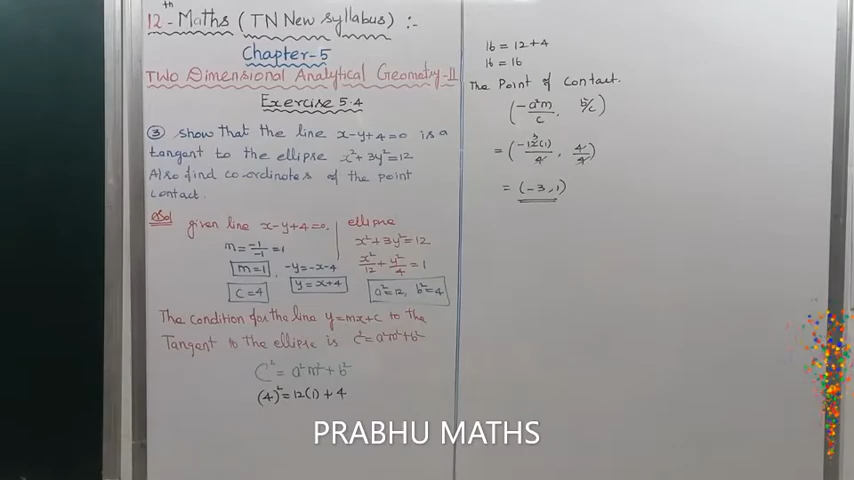 12th - Maths (TN New syllabus) :-
Chapter-5
TWO Dimensional Analytical Geometry-II
Exercise 5.4
③ show that the line x-y+4=0 is a
tangent to the ellipse x²+3y²=12
Also find co-ordinates of the point
contact.
Sol
given line x-y+4=0.
m = -1/-1 = 1
m=1, -y=-x-4
C=4 y=x+4
ellipse
x²+3y²=12
x²/12 + y²/4 = 1
a²=12, b²=4
The condition for the line y=mx+c to the
Tangent to the ellipse is c²=a²m²+b²
C² = a²m²+b²
(4)² = 12(1) + 4
16 = 12+4
16 = 16
The Point of Contact.
(-a²m/c, b²/c)
= (-12(1)/4, 4/4)
3
= (-3, 1)
PRABHU MATHS